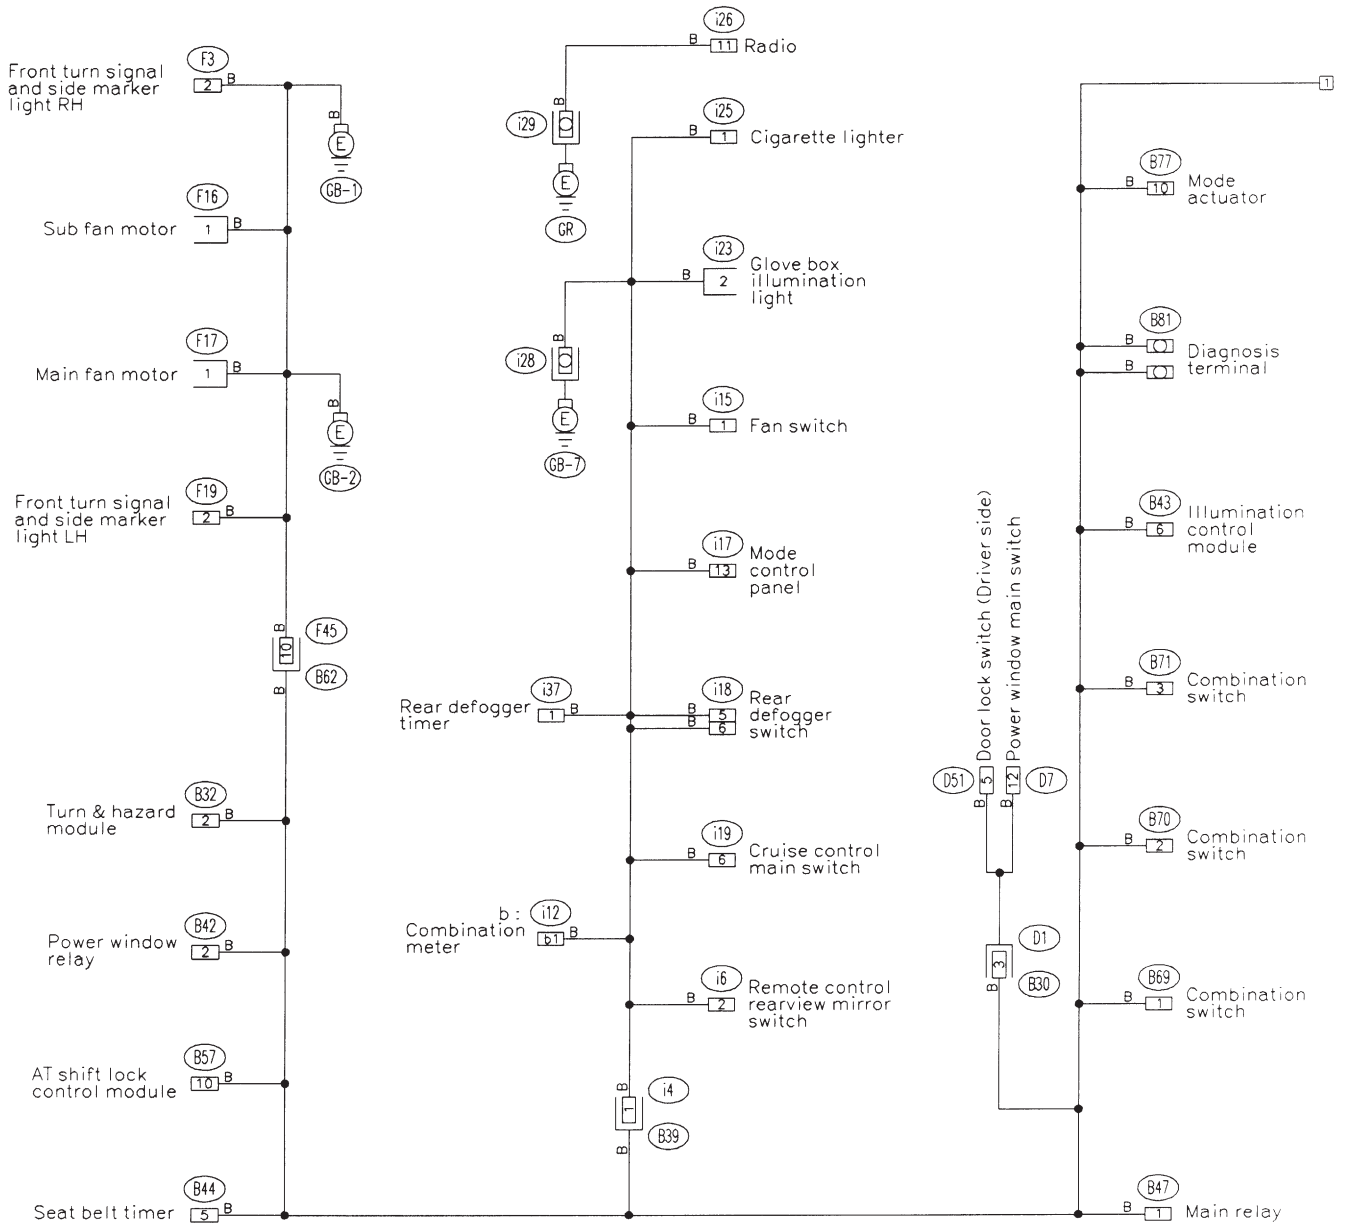 F3
Front turn signal
and side marker
light RH
2
B
B
E
GB-1
F16
Sub fan motor
1
B
F17
Main fan motor
1
B
B
E
GB-2
F19
Front turn signal
and side marker
light LH
2
B
B
10
F45
B62
B
B32
Turn & hazard
module
2
B
B42
Power window
relay
2
B
B57
AT shift lock
control module
10
B
B44
Seat belt timer
5
B
i26
B
11
Radio
B
i29
E
GR
i25
B
1
Cigarette lighter
i23
B
2
Glove box
illumination
light
B
i28
E
GB-7
i15
B
1
Fan switch
i17
B
13
Mode
control
panel
i37
Rear defogger
timer
1
B
i18
B
5
B
6
Rear
defogger
switch
i19
B
6
Cruise control
main switch
b :
Combination
meter
i12
b1
B
i6
B
2
Remote control
rearview mirror
switch
B
1
i4
B39
B
Door lock switch (Driver side)
Power window main switch
D51
5
12
D7
B
B
3
D1
B30
B
1
B77
B
10
Mode
actuator
B81
B
B
Diagnosis
terminal
B43
B
6
Illumination
control
module
B71
B
3
Combination
switch
B70
B
2
Combination
switch
B69
B
1
Combination
switch
B47
B
1
Main relay